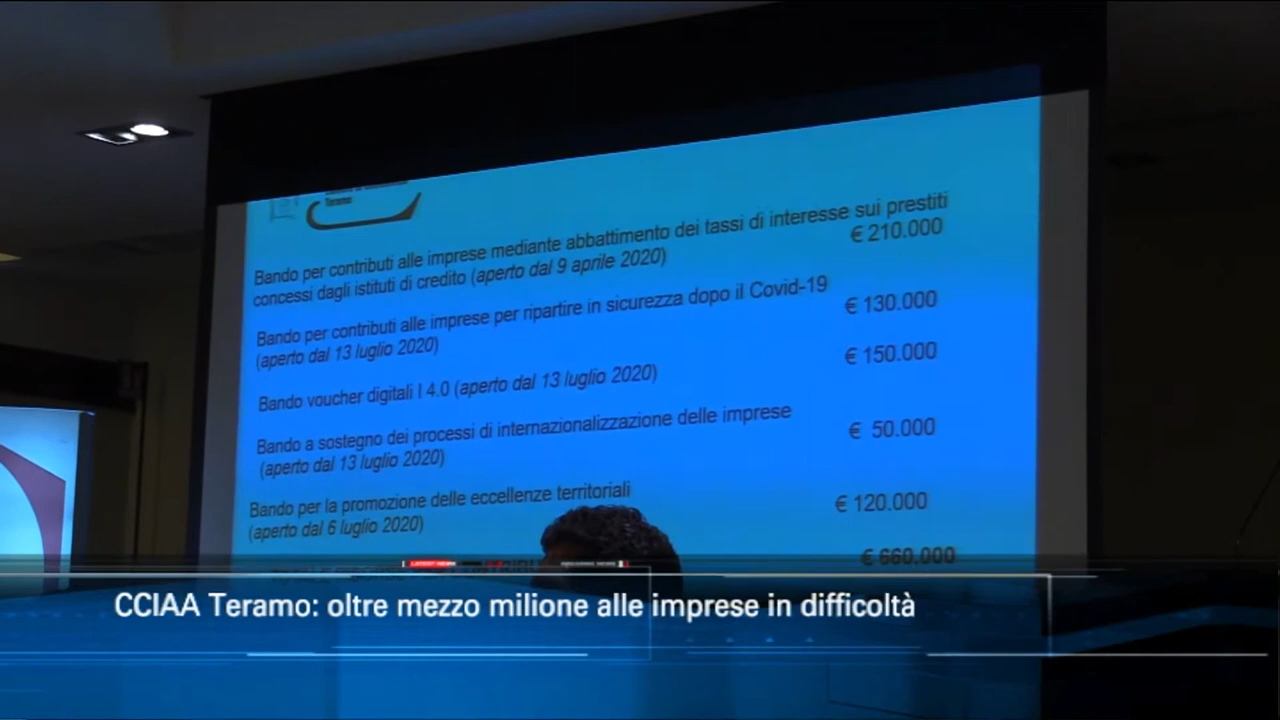 Teramo
Bando per contributi alle imprese mediante abbattimento dei tassi di interesse sui prestiti
concessi dagli istituti di credito (aperto dal 9 aprile 2020)
€ 210.000
Bando per contributi alle imprese per ripartire in sicurezza dopo il Covid-19
(aperto dal 13 luglio 2020)
€ 130.000
Bando voucher digitali I 4.0 (aperto dal 13 luglio 2020)
€ 150.000
Bando a sostegno dei processi di internazionalizzazione delle imprese
(aperto dal 13 luglio 2020)
€ 50.000
Bando per la promozione delle eccellenze territoriali
(aperto dal 6 luglio 2020)
€ 120.000
€ 660.000
LATEST NEWS
CCIAA Teramo: oltre mezzo milione alle imprese in difficoltà